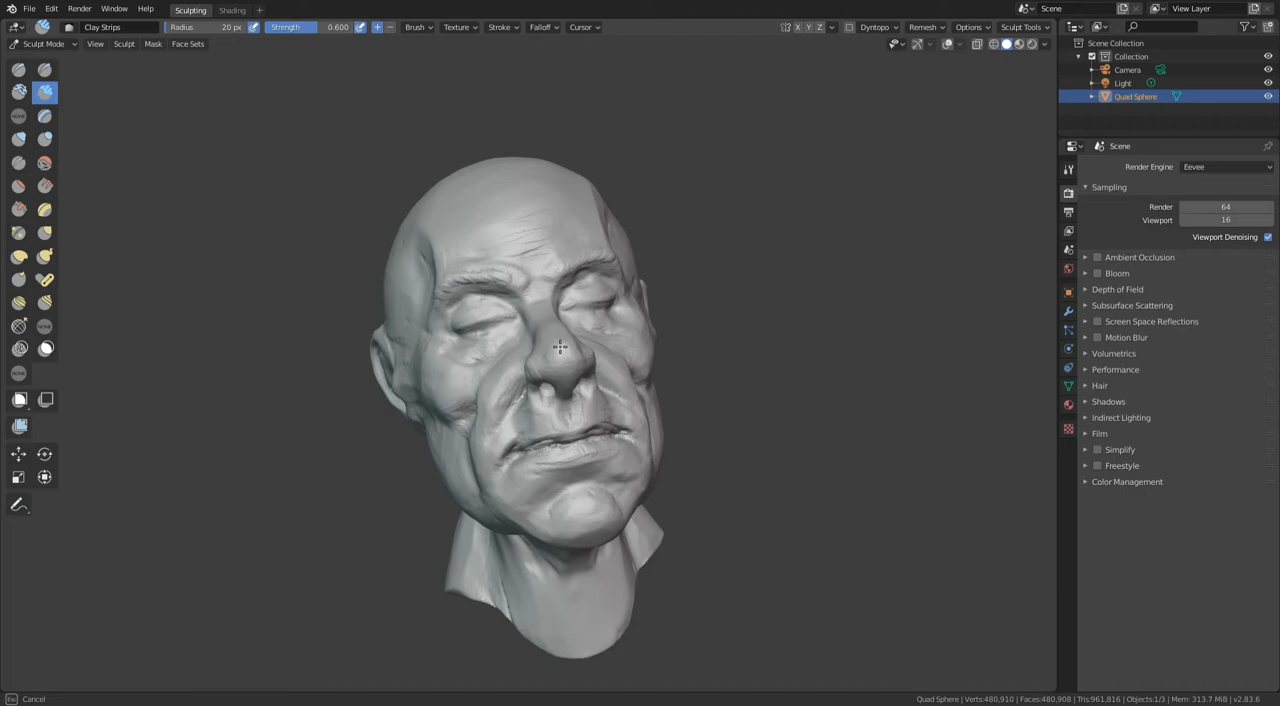 File Edit Render Window Help Sculpting Shading + Scene View Layer
Clay Strips Radius 20 px Strength 0.600 Brush Texture Stroke Falloff Cursor X Y Z Dyntopo Remesh Options Sculpt Tools
Sculpt Mode View Sculpt Mask Face Sets
Scene Collection
Collection
Camera
Light
Quad Sphere
NONE
NONE
NONE
Scene
Render Engine Eevee
Sampling
Render 64
Viewport 16
Viewport Denoising
Ambient Occlusion
Bloom
Depth of Field
Subsurface Scattering
Screen Space Reflections
Motion Blur
Volumetrics
Performance
Hair
Shadows
Indirect Lighting
Film
Simplify
Freestyle
Color Management
Esc Cancel Quad Sphere | Verts:480,910 | Faces:480,908 | Tris:961,816 | Objects:1/3 | Mem: 313.7 MiB | v2.83.6